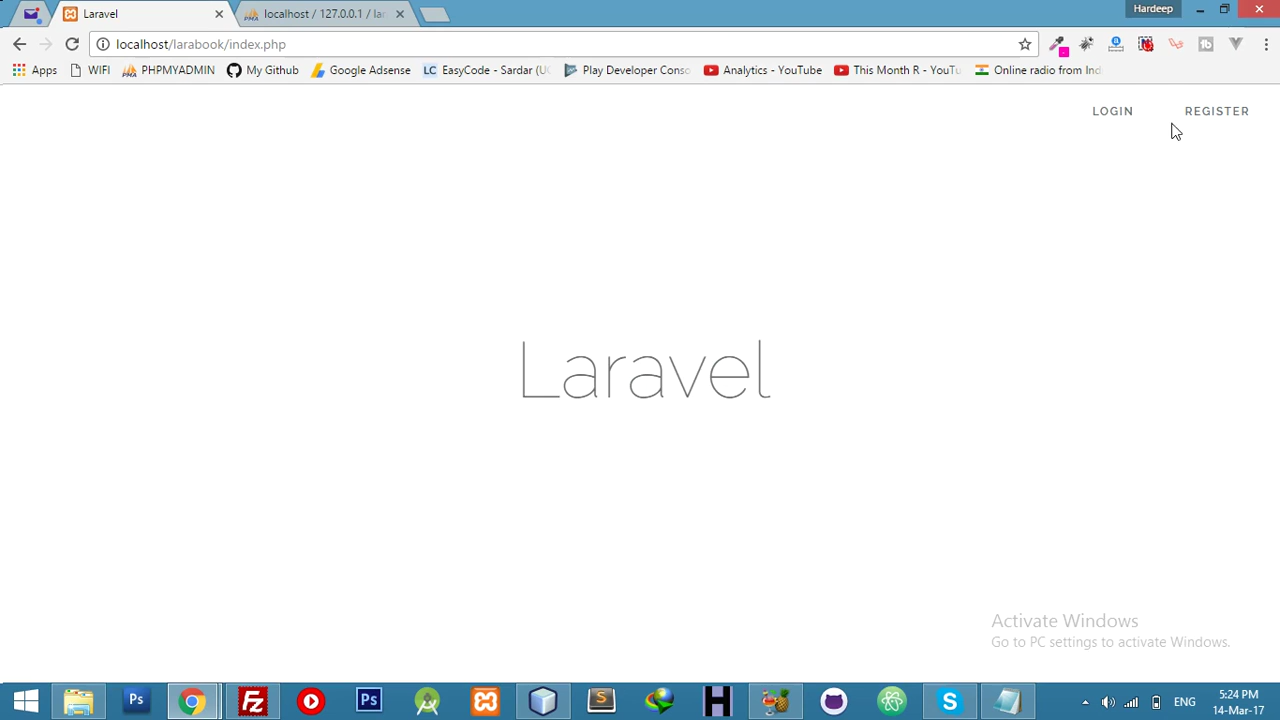 Hardeep
Laravel
localhost / 127.0.0.1 / lar
localhost/larabook/index.php
Apps
WIFI
PHPMYADMIN
My Github
Google Adsense
LC EasyCode - Sardar (U
Play Developer Conso
Analytics - YouTube
This Month R - YouTu
Online radio from Ind
LOGIN
REGISTER
Laravel
Activate Windows
Go to PC settings to activate Windows.
ENG
5:24 PM
14-Mar-17